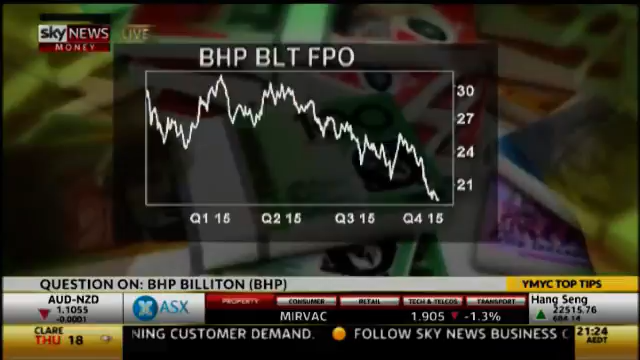 sky NEWS LIVE
MONEY
BHP BLT FPO
30
27
24
21
Q1 15 Q2 15 Q3 15 Q4 15
QUESTION ON: BHP BILLITON (BHP) YMYC TOP TIPS
AUD-NZD ASX PROPERTY CONSUMER RETAIL TECH & TELCOS TRANSPORT Hang Seng
1.1055 MIRVAC 1.905 -1.3% 22515.76
-0.0001
CLARE NING CUSTOMER DEMAND. FOLLOW SKY NEWS BUSINESS 21:24
THU 18 AEDT